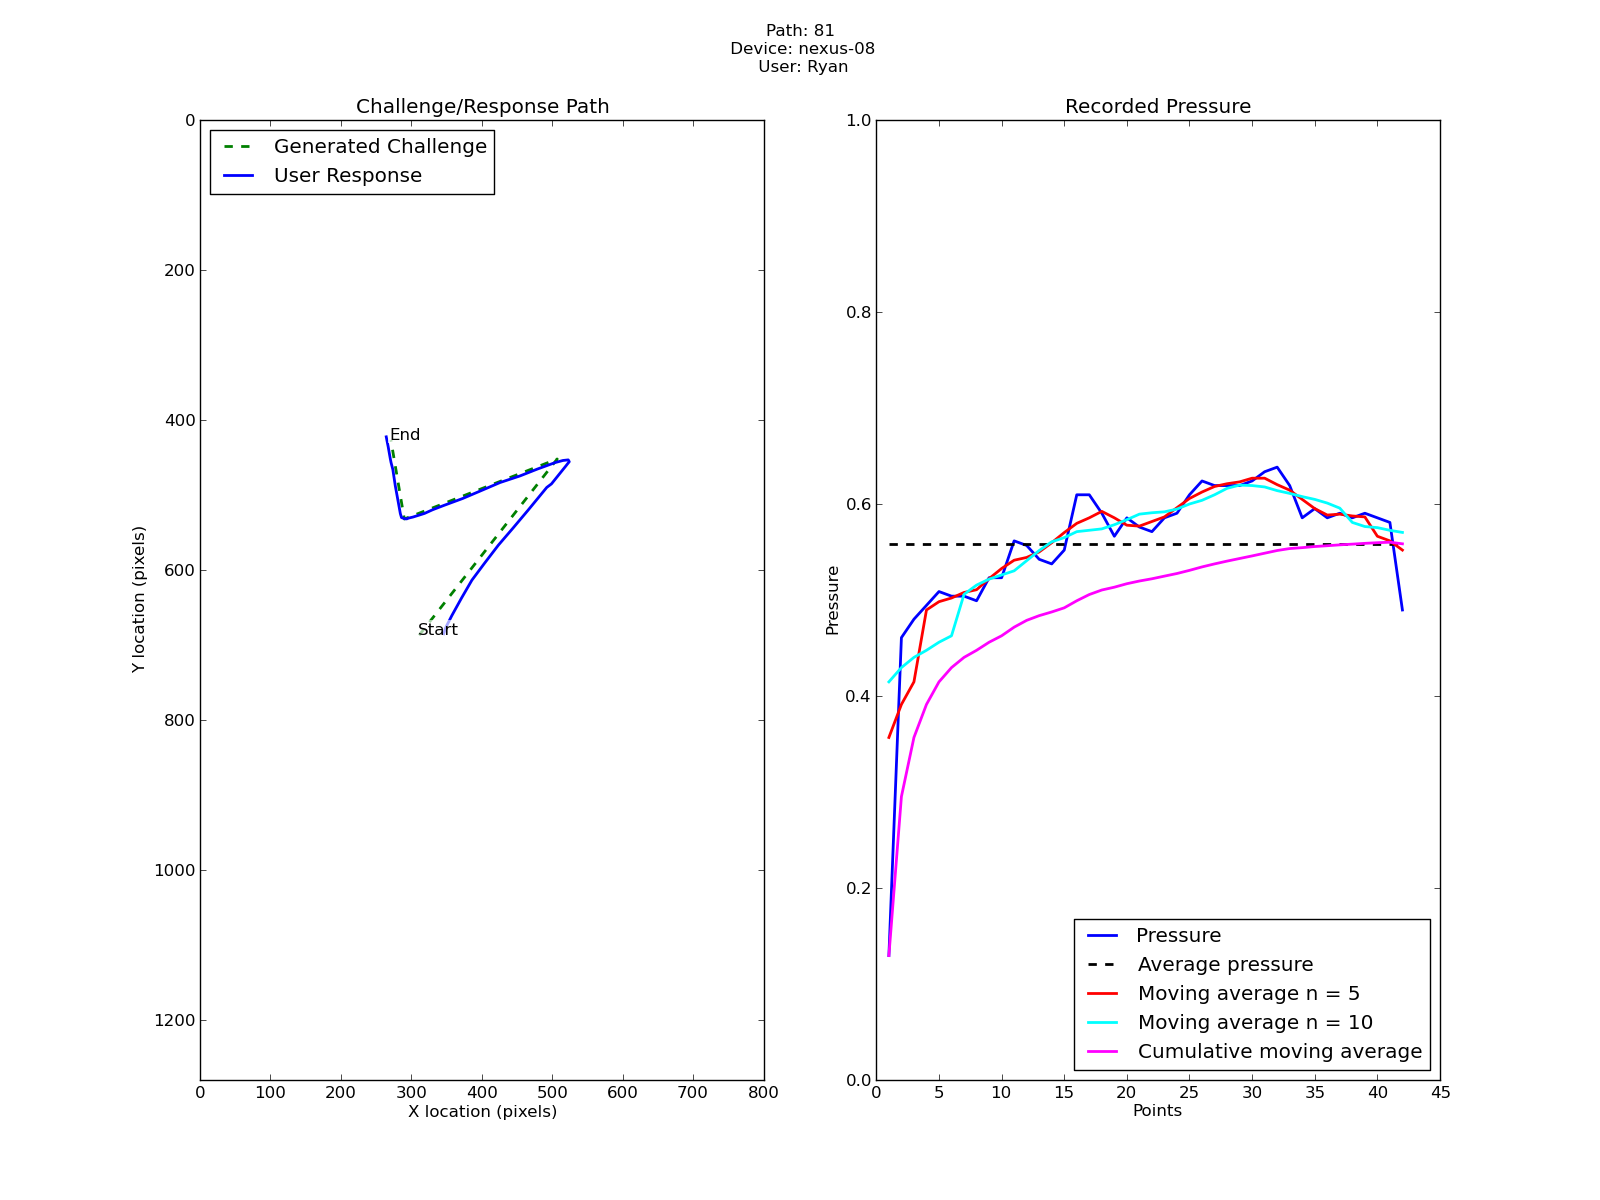 Path: 81
Device: nexus-08
User: Ryan
Challenge/Response Path
Generated Challenge
User Response
0
200
400
600
800
1000
1200
Y location (pixels)
End
Start
0 100 200 300 400 500 600 700 800
X location (pixels)
Recorded Pressure
1.0
0.8
0.6
0.4
0.2
0.0
Pressure
Pressure
Average pressure
Moving average n = 5
Moving average n = 10
Cumulative moving average
0 5 10 15 20 25 30 35 40 45
Points